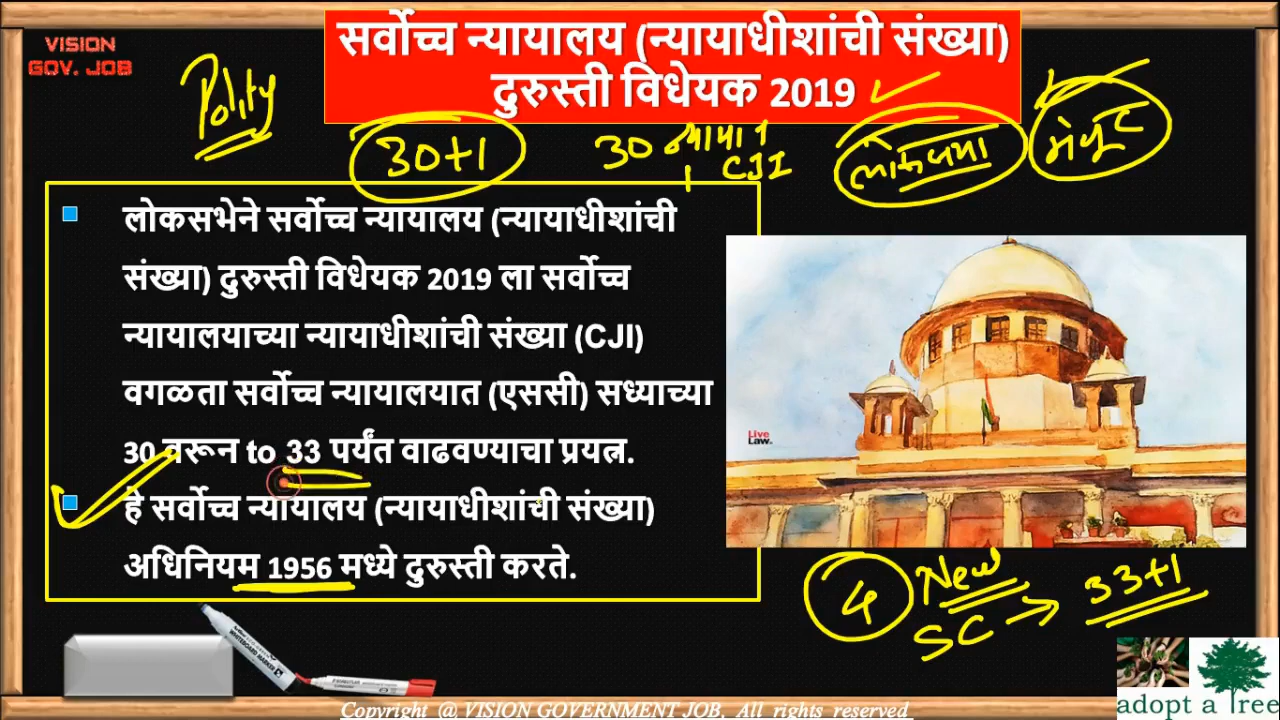 VISION
GOV. JOB
सर्वोच्च न्यायालय (न्यायाधीशांची संख्या)
दुरुस्ती विधेयक 2019
Polity
30+1
30 न्याया
1 CJI
लोकसभा
मंजूर
लोकसभेने सर्वोच्च न्यायालय (न्यायाधीशांची
संख्या) दुरुस्ती विधेयक 2019 ला सर्वोच्च
न्यायालयाच्या न्यायाधीशांची संख्या (CJI)
वगळता सर्वोच्च न्यायालयात (एससी) सध्याच्या
30 वरून to 33 पर्यंत वाढवण्याचा प्रयत्न.
हे सर्वोच्च न्यायालय (न्यायाधीशांची संख्या)
अधिनियम 1956 मध्ये दुरुस्ती करते.
Live
Law.
4 New
SC → 33+1
adopt a Tree
Copyright @ VISION GOVERNMENT JOB. All rights reserved